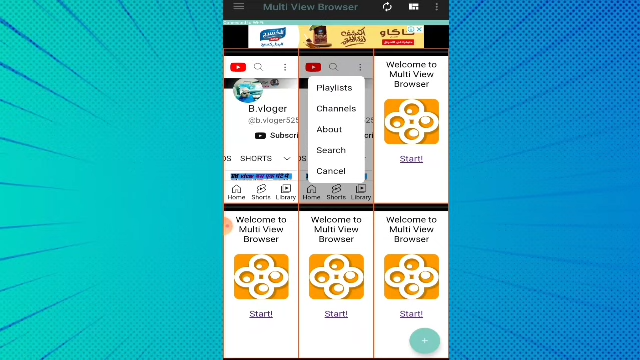 Multi View Browser
B.vloger
@b.vloger525
Subscri
OS SHORTS
Home Shorts Library
Playlists
Channels
About
Search
Cancel
Home Shorts Library
Welcome to
Multi View
Browser
Start!
Welcome to
Multi View
Browser
Start!
Welcome to
Multi View
Browser
Start!
Welcome to
Multi View
Browser
Start!